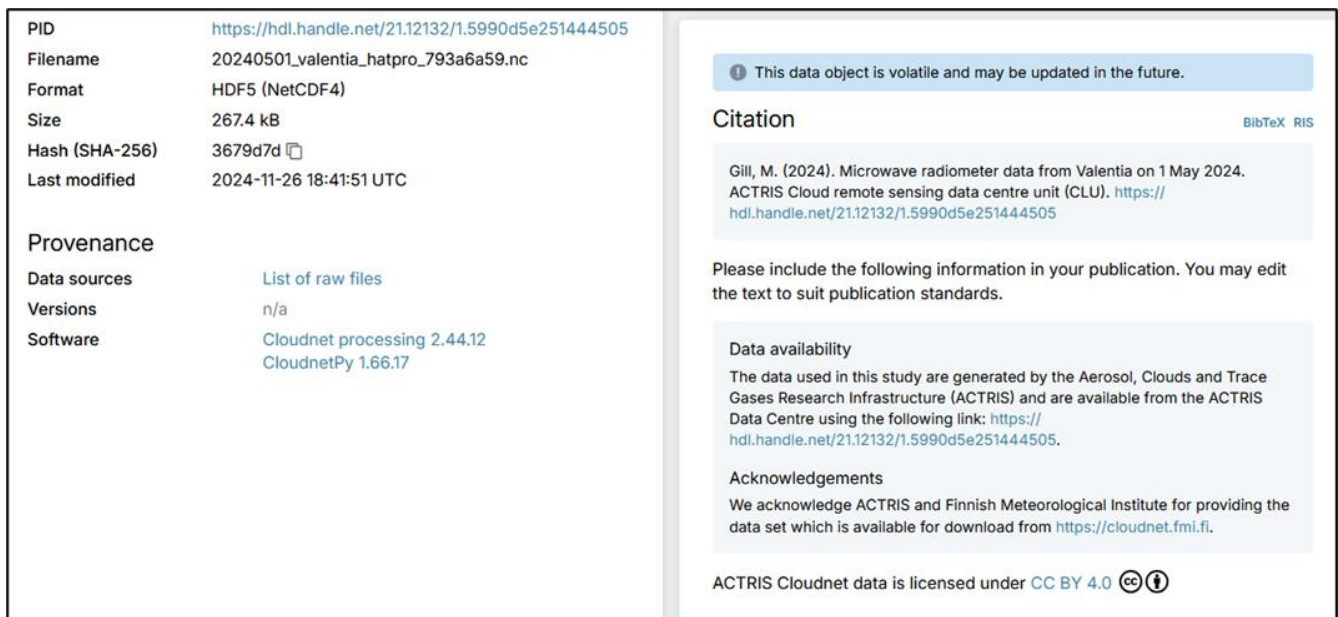 PID https://hdl.handle.net/21.12132/1.5990d5e251444505
Filename 20240501_valentia_hatpro_793a6a59.nc
Format HDF5 (NetCDF4)
Size 267.4 kB
Hash (SHA-256) 3679d7d
Last modified 2024-11-26 18:41:51 UTC
Provenance
Data sources List of raw files
Versions n/a
Software Cloudnet processing 2.44.12
CloudnetPy 1.66.17
This data object is volatile and may be updated in the future.
Citation BibTeX RIS
Gill, M. (2024). Microwave radiometer data from Valentia on 1 May 2024.
ACTRIS Cloud remote sensing data centre unit (CLU). https://
hdl.handle.net/21.12132/1.5990d5e251444505
Please include the following information in your publication. You may edit
the text to suit publication standards.
Data availability
The data used in this study are generated by the Aerosol, Clouds and Trace
Gases Research Infrastructure (ACTRIS) and are available from the ACTRIS
Data Centre using the following link: https://
hdl.handle.net/21.12132/1.5990d5e251444505.
Acknowledgements
We acknowledge ACTRIS and Finnish Meteorological Institute for providing the
data set which is available for download from https://cloudnet.fmi.fi.
ACTRIS Cloudnet data is licensed under CC BY 4.0